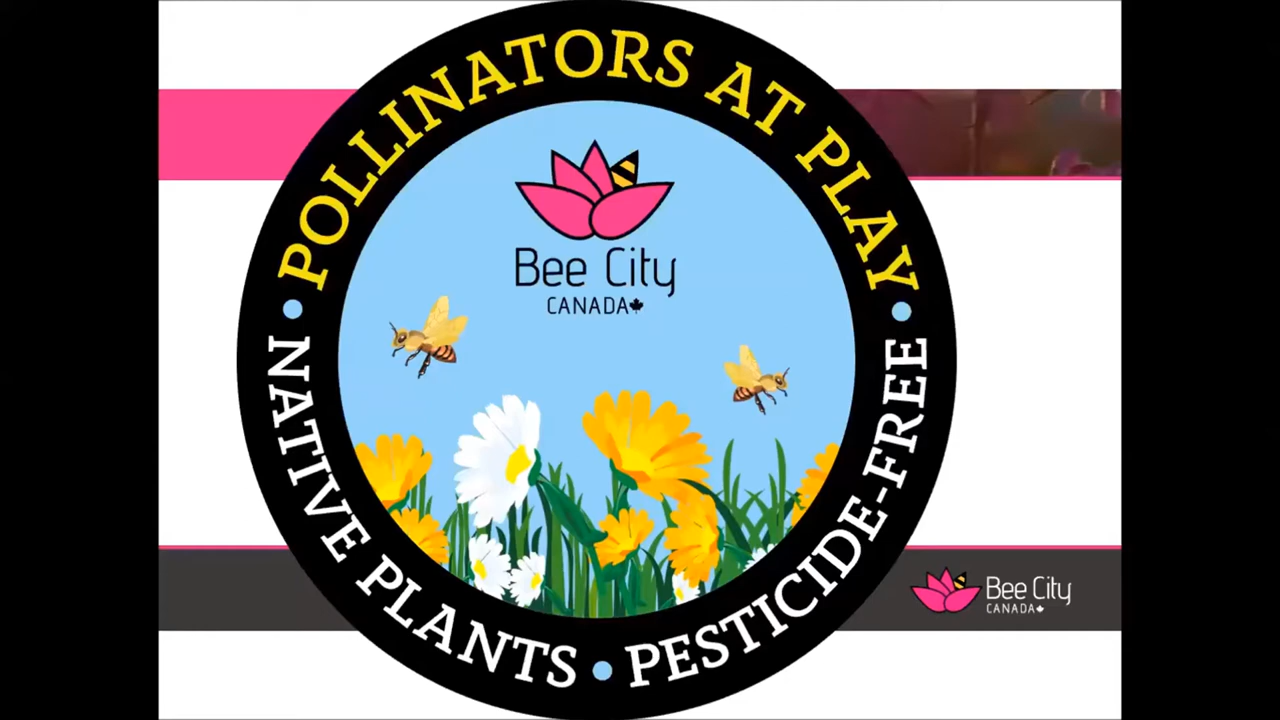 POLLINATORS AT PLAY
Bee City
CANADA
NATIVE PLANTS • PESTICIDE-FREE
Bee City
CANADA